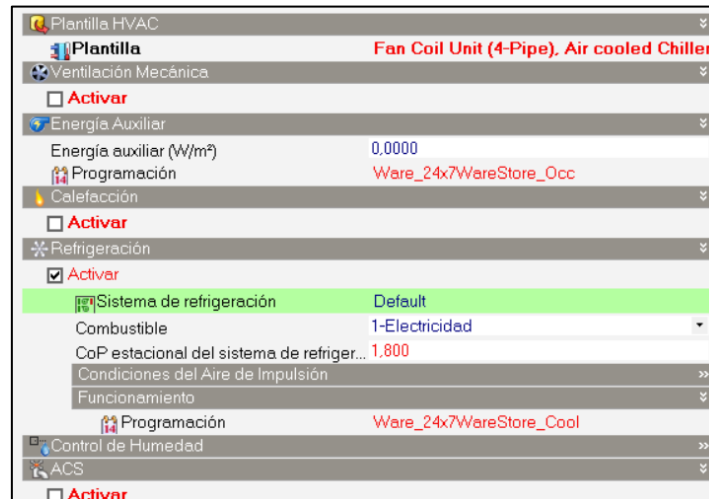 Plantilla HVAC
Plantilla Fan Coil Unit (4-Pipe), Air cooled Chiller
Ventilación Mecánica
Activar
Energía Auxiliar
Energía auxiliar (W/m²) 0,0000
Programación Ware_24x7WareStore_Occ
Calefacción
Activar
Refrigeración
Activar
Sistema de refrigeración Default
Combustible 1-Electricidad
CoP estacional del sistema de refriger... 1,800
Condiciones del Aire de Impulsión
Funcionamiento
Programación Ware_24x7WareStore_Cool
Control de Humedad
ACS
Activar